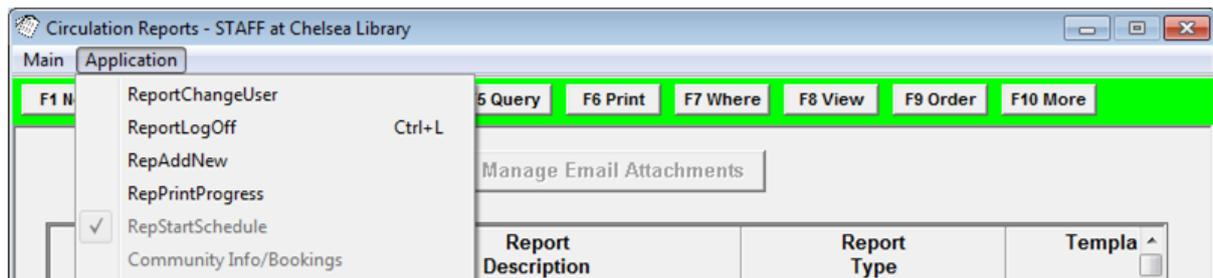 Circulation Reports - STAFF at Chelsea Library
Main Application
F1 N 5 Query F6 Print F7 Where F8 View F9 Order F10 More
ReportChangeUser
ReportLogOff Ctrl+L
RepAddNew
RepPrintProgress
RepStartSchedule
Community Info/Bookings
Manage Email Attachments
Report Description
Report Type
Templa